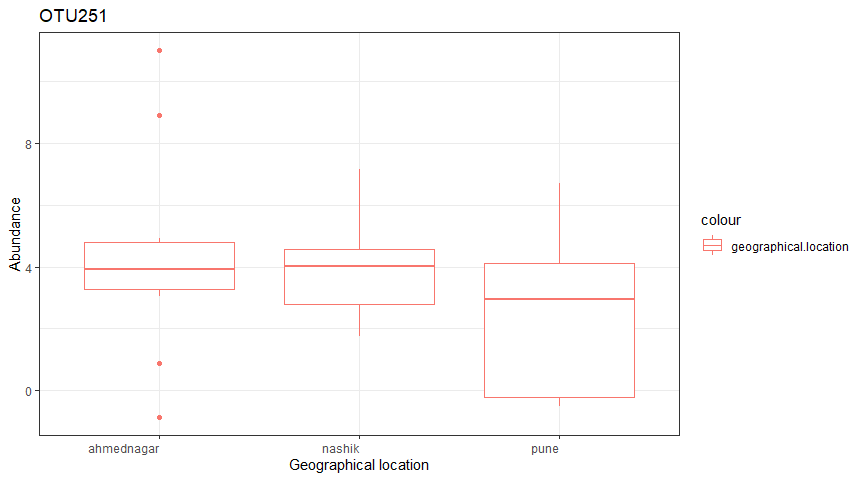 OTU251
Abundance
8
4
0
ahmednagar
nashik
pune
Geographical location
colour
geographical.location